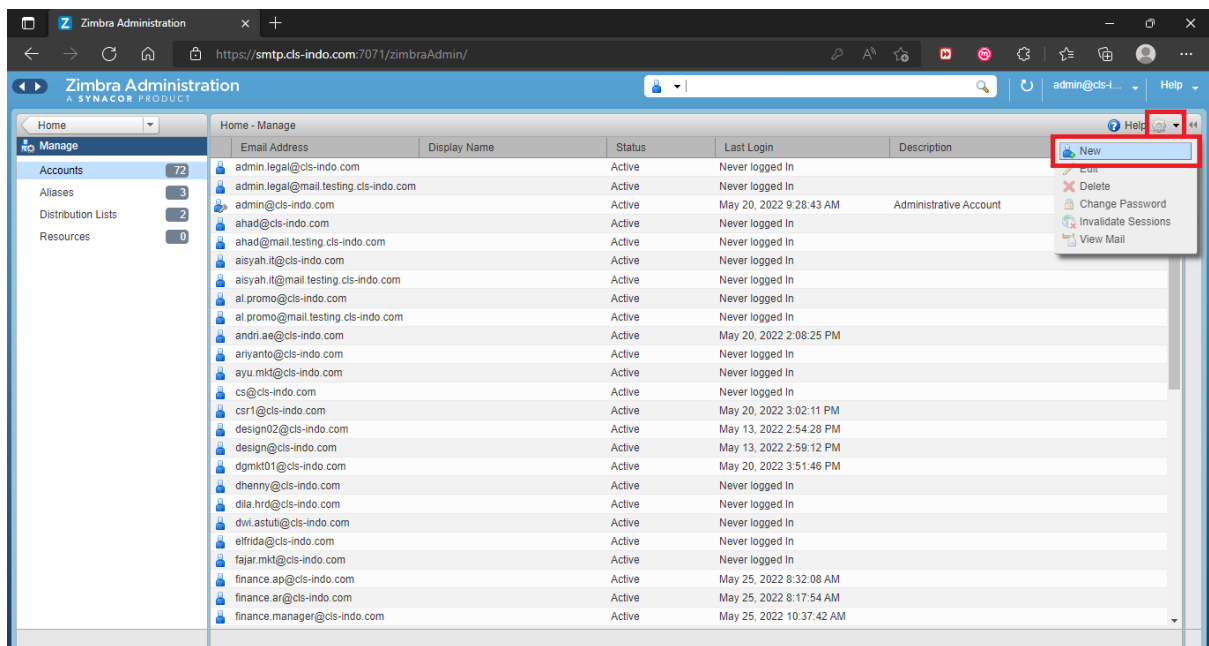 Zimbra Administration
https://smtp.cls-indo.com:7071/zimbraAdmin/
Zimbra Administration
A SYNACOR PRODUCT
admin@cls-i...
Help
Home
Home - Manage
Help
Manage
Accounts 72
Aliases 3
Distribution Lists 2
Resources 0
Email Address Display Name Status Last Login Description
New
Edit
Delete
Change Password
Invalidate Sessions
View Mail
admin.legal@cls-indo.com Active Never logged In
admin.legal@mail.testing.cls-indo.com Active Never logged In
admin@cls-indo.com Active May 20, 2022 9:28:43 AM Administrative Account
ahad@cls-indo.com Active Never logged In
ahad@mail.testing.cls-indo.com Active Never logged In
aisyah.it@cls-indo.com Active Never logged In
aisyah.it@mail.testing.cls-indo.com Active Never logged In
al.promo@cls-indo.com Active Never logged In
al.promo@mail.testing.cls-indo.com Active Never logged In
andri.ae@cls-indo.com Active May 20, 2022 2:08:25 PM
ariyanto@cls-indo.com Active Never logged In
ayu.mkt@cls-indo.com Active Never logged In
cs@cls-indo.com Active Never logged In
csr1@cls-indo.com Active May 20, 2022 3:02:11 PM
design02@cls-indo.com Active May 13, 2022 2:54:28 PM
design@cls-indo.com Active May 13, 2022 2:59:12 PM
dgmkt01@cls-indo.com Active May 20, 2022 3:51:46 PM
dhenny@cls-indo.com Active Never logged In
dila.hrd@cls-indo.com Active Never logged In
dwi.astuti@cls-indo.com Active Never logged In
elfrida@cls-indo.com Active Never logged In
fajar.mkt@cls-indo.com Active Never logged In
finance.ap@cls-indo.com Active May 25, 2022 8:32:08 AM
finance.ar@cls-indo.com Active May 25, 2022 8:17:54 AM
finance.manager@cls-indo.com Active May 25, 2022 10:37:42 AM